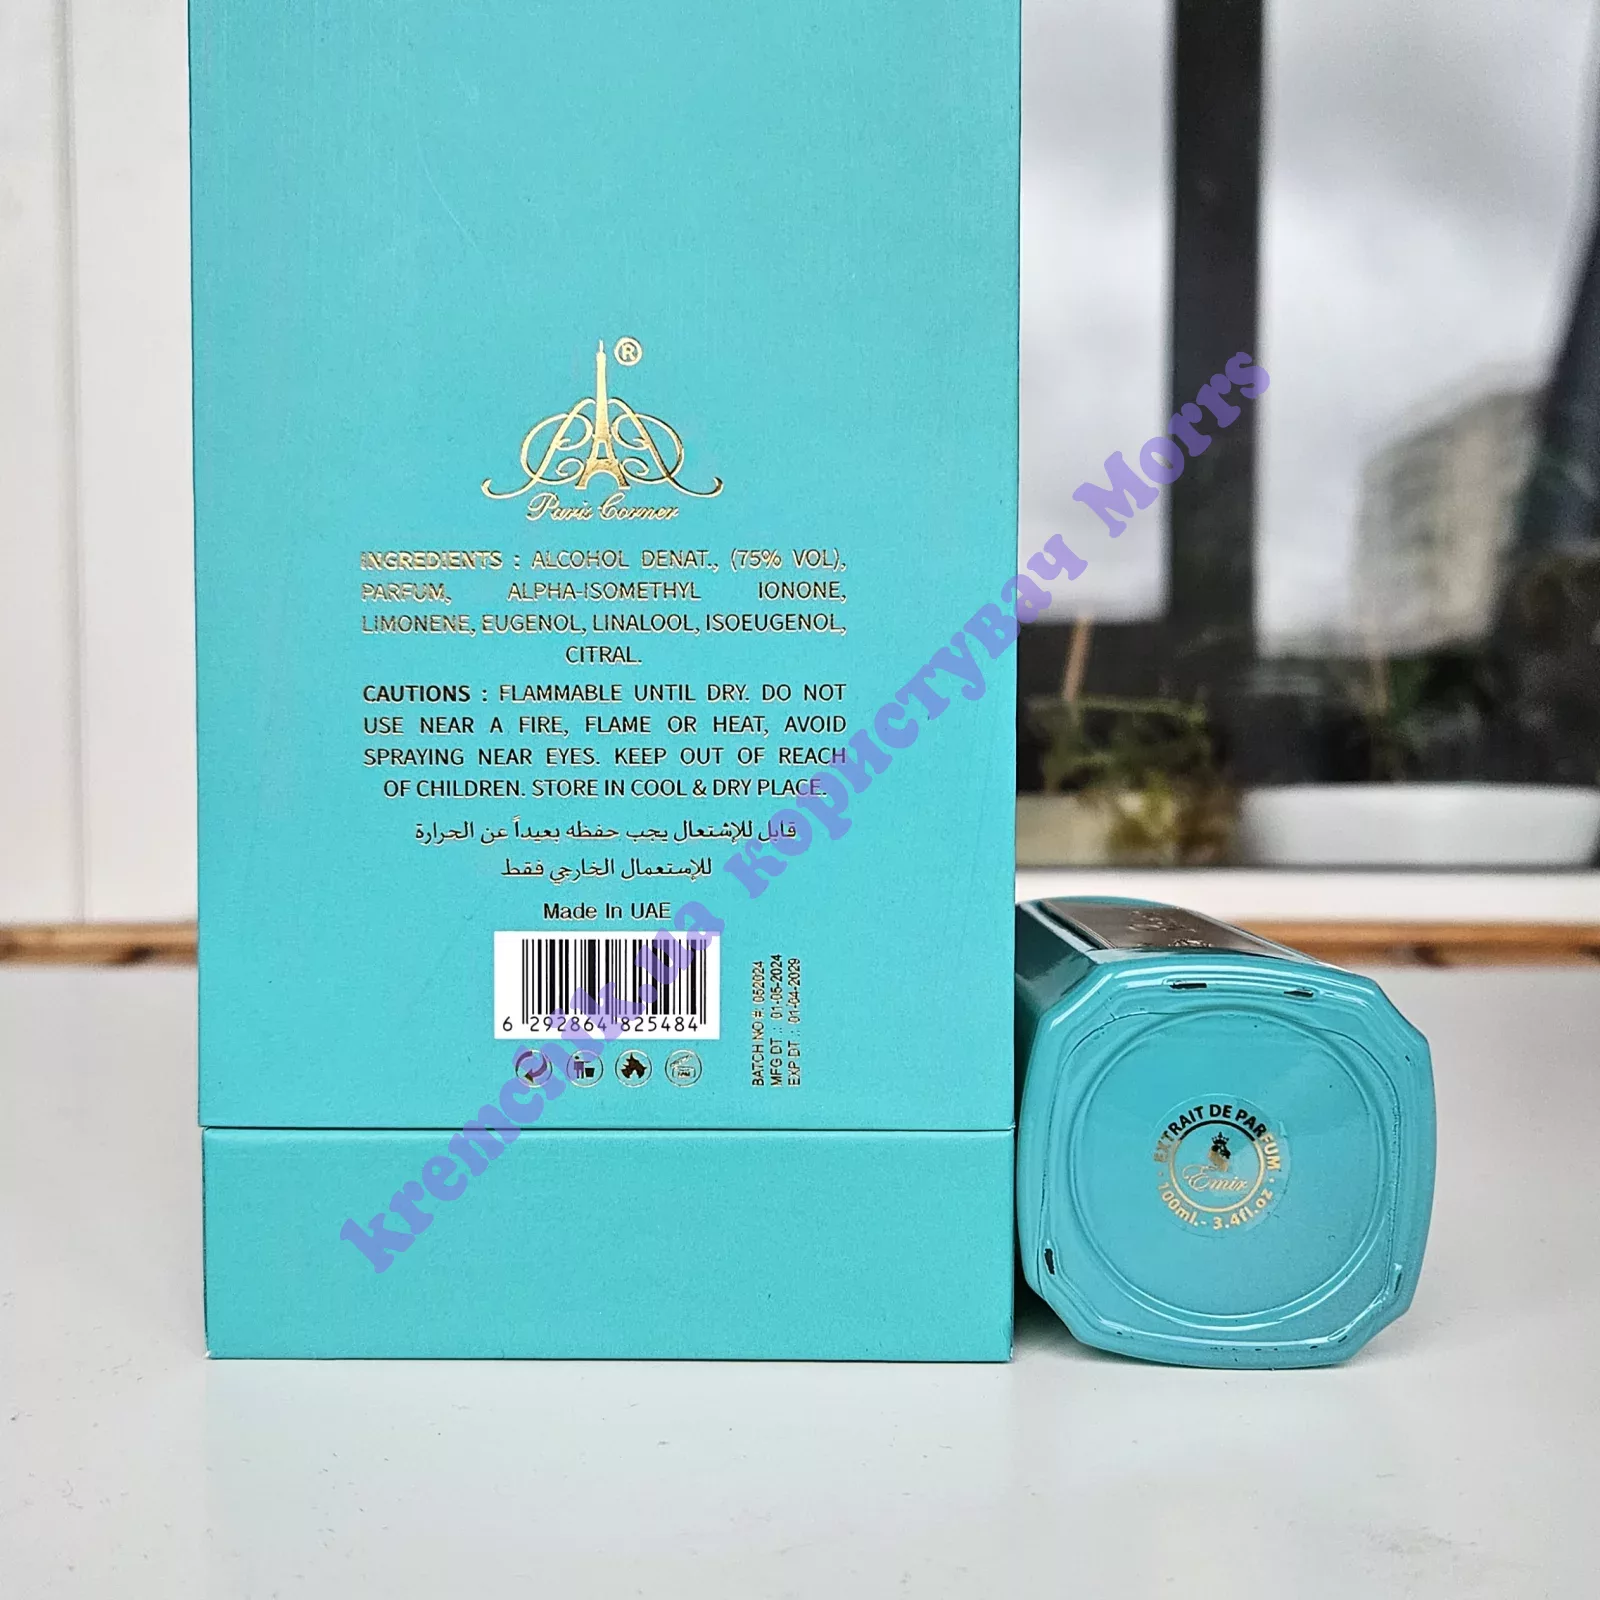 ®
Paris Corner
INGREDIENTS : ALCOHOL DENAT., (75% VOL),
PARFUM, ALPHA-ISOMETHYL IONONE,
LIMONENE, EUGENOL, LINALOOL, ISOEUGENOL,
CITRAL.
CAUTIONS : FLAMMABLE UNTIL DRY. DO NOT
USE NEAR A FIRE, FLAME OR HEAT, AVOID
SPRAYING NEAR EYES. KEEP OUT OF REACH
OF CHILDREN. STORE IN COOL & DRY PLACE.
قابل للإشتعال يجب حفظه بعيداً عن الحرارة
للإستعمال الخارجي فقط
Made In UAE
6 292864 825484
BATCH NO #: 052024
MFG DT .: 01-05-2024
EXP DT .: 01-04-2029
EXTRAIT DE PARFUM
Emir
100ml. - 3.4fl.oz
kremchik.ua користувач Morrs